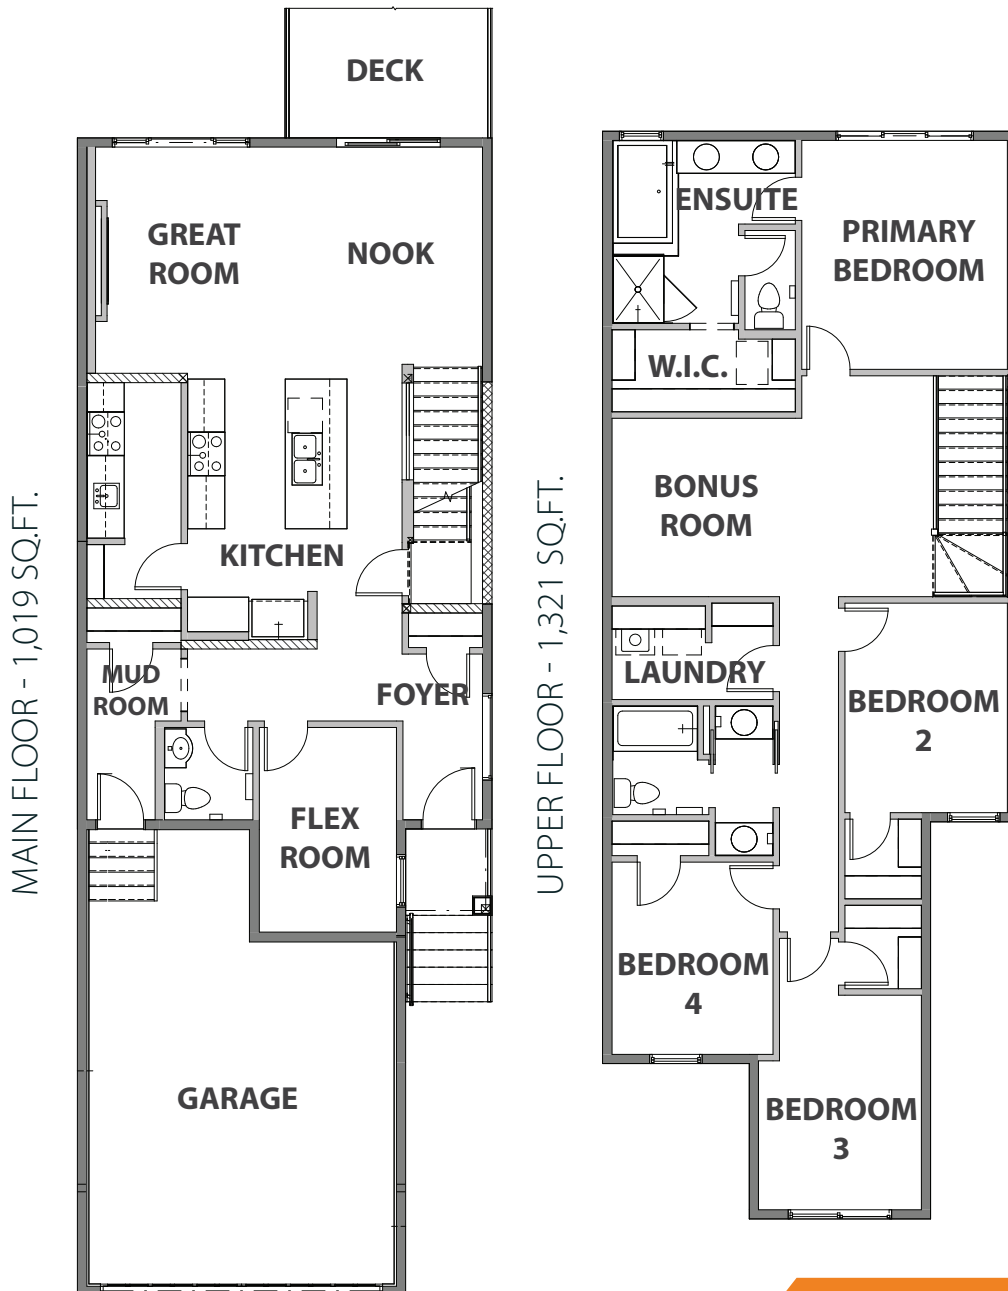 MAIN FLOOR - 1,019 SQ.FT.
DECK
GREAT
ROOM
NOOK
KITCHEN
MUD
ROOM
FOYER
FLEX
ROOM
GARAGE
UPPER FLOOR - 1,321 SQ.FT.
ENSUITE
PRIMARY
BEDROOM
W.I.C.
BONUS
ROOM
LAUNDRY
BEDROOM
2
BEDROOM
4
BEDROOM
3